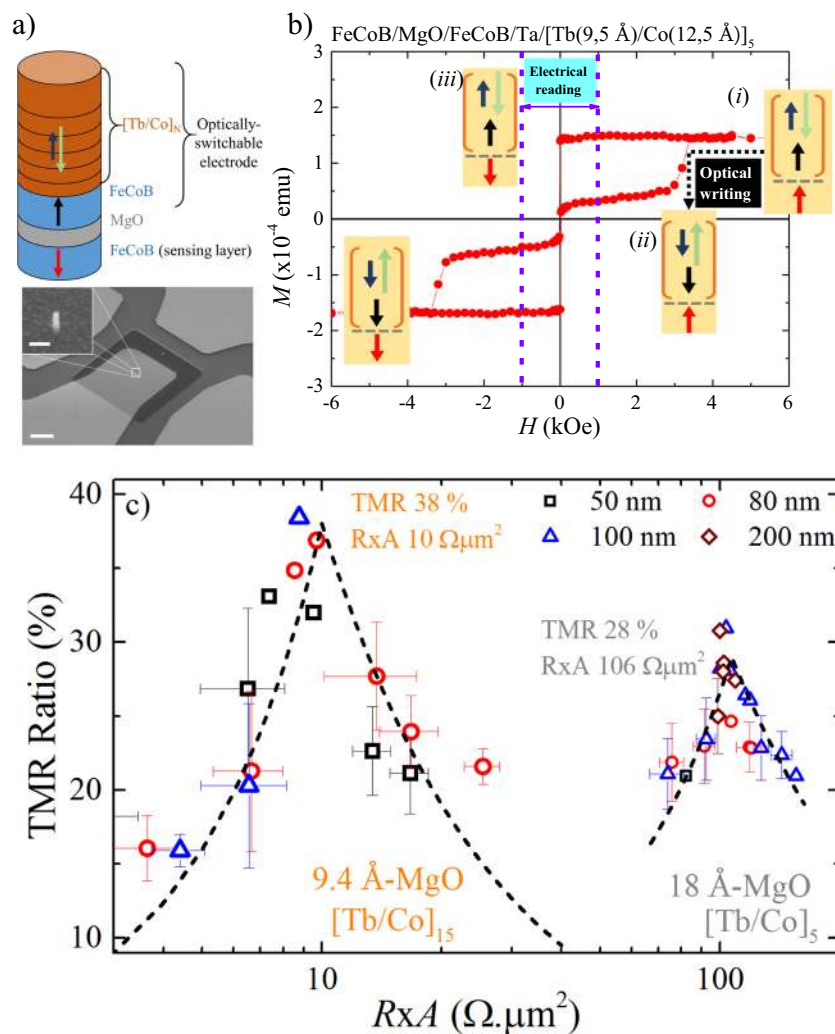 a)
[Tb/Co]N
Optically-
switchable
electrode
FeCoB
MgO
FeCoB (sensing layer)
b)
FeCoB/MgO/FeCoB/Ta/[Tb(9,5 Å)/Co(12,5 Å)]5
3
2
1
0
-1
-2
-3
M (x10-4 emu)
-6
-4
-2
0
2
4
6
H (kOe)
(iii)
Electrical
reading
(i)
Optical
writing
(ii)
c)
40
30
20
10
TMR Ratio (%)
TMR 38 %
RxA 10 Ωμm2
50 nm
80 nm
100 nm
200 nm
TMR 28 %
RxA 106 Ωμm2
9.4 Å-MgO
[Tb/Co]15
18 Å-MgO
[Tb/Co]5
10
100
RxA (Ω.μm2)